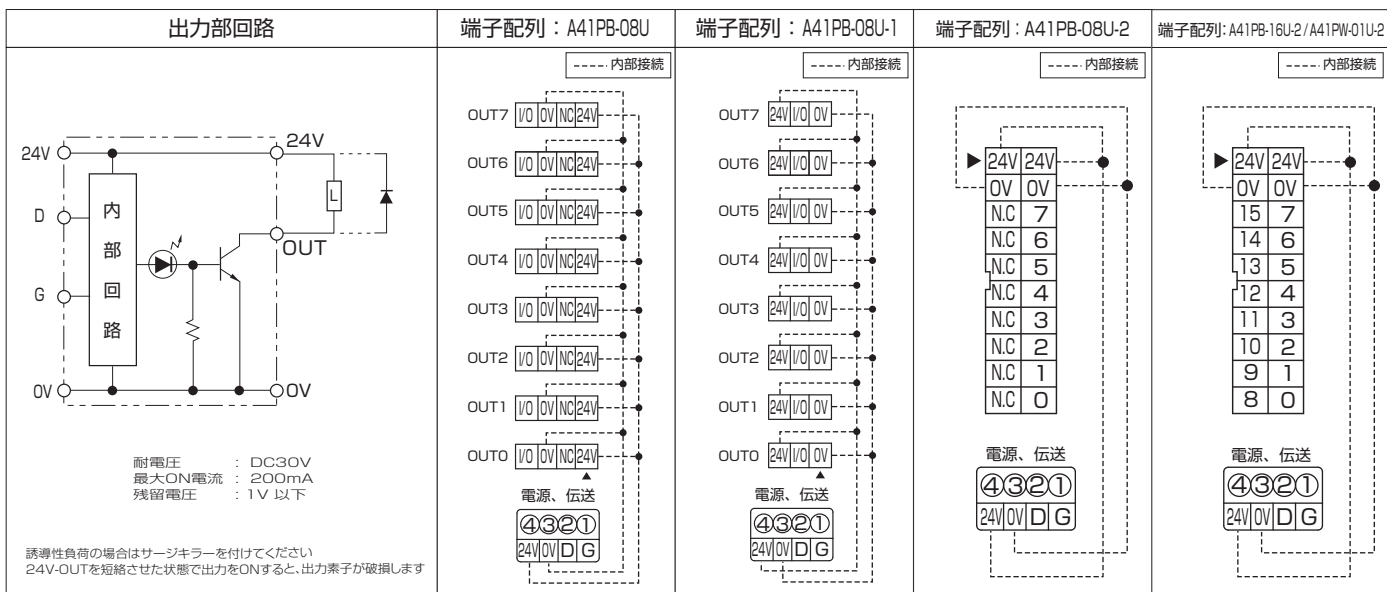 出力部回路
24V
24V
L
D
内部回路
OUT
G
0V
0V
耐電圧 : DC30V
最大ON電流 : 200mA
残留電圧 : 1V 以下
誘導性負荷の場合はサージキラーを付けてください
24V-OUTを短絡させた状態で出力をONすると、出力素子が破損します
端子配列：A41PB-08U
----- 内部接続
OUT7 I/O 0V NC 24V
OUT6 I/O 0V NC 24V
OUT5 I/O 0V NC 24V
OUT4 I/O 0V NC 24V
OUT3 I/O 0V NC 24V
OUT2 I/O 0V NC 24V
OUT1 I/O 0V NC 24V
OUT0 I/O 0V NC 24V
電源、伝送
④③②①
24V 0V D G
端子配列：A41PB-08U-1
----- 内部接続
OUT7 24V I/O 0V
OUT6 24V I/O 0V
OUT5 24V I/O 0V
OUT4 24V I/O 0V
OUT3 24V I/O 0V
OUT2 24V I/O 0V
OUT1 24V I/O 0V
OUT0 24V I/O 0V
電源、伝送
④③②①
24V 0V D G
端子配列：A41PB-08U-2
----- 内部接続
▶ 24V 24V
0V 0V
N.C 7
N.C 6
N.C 5
N.C 4
N.C 3
N.C 2
N.C 1
N.C 0
電源、伝送
④③②①
24V 0V D G
端子配列：A41PB-16U-2/A41PW-01U-2
----- 内部接続
▶ 24V 24V
0V 0V
15 7
14 6
13 5
12 4
11 3
10 2
9 1
8 0
電源、伝送
④③②①
24V 0V D G